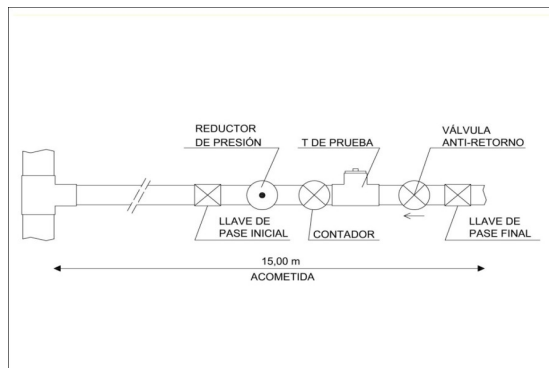 REDUCTOR
DE PRESIÓN
T DE PRUEBA
VÁLVULA
ANTI-RETORNO
LLAVE DE
PASE INICIAL
CONTADOR
LLAVE DE
PASE FINAL
15,00 m
ACOMETIDA